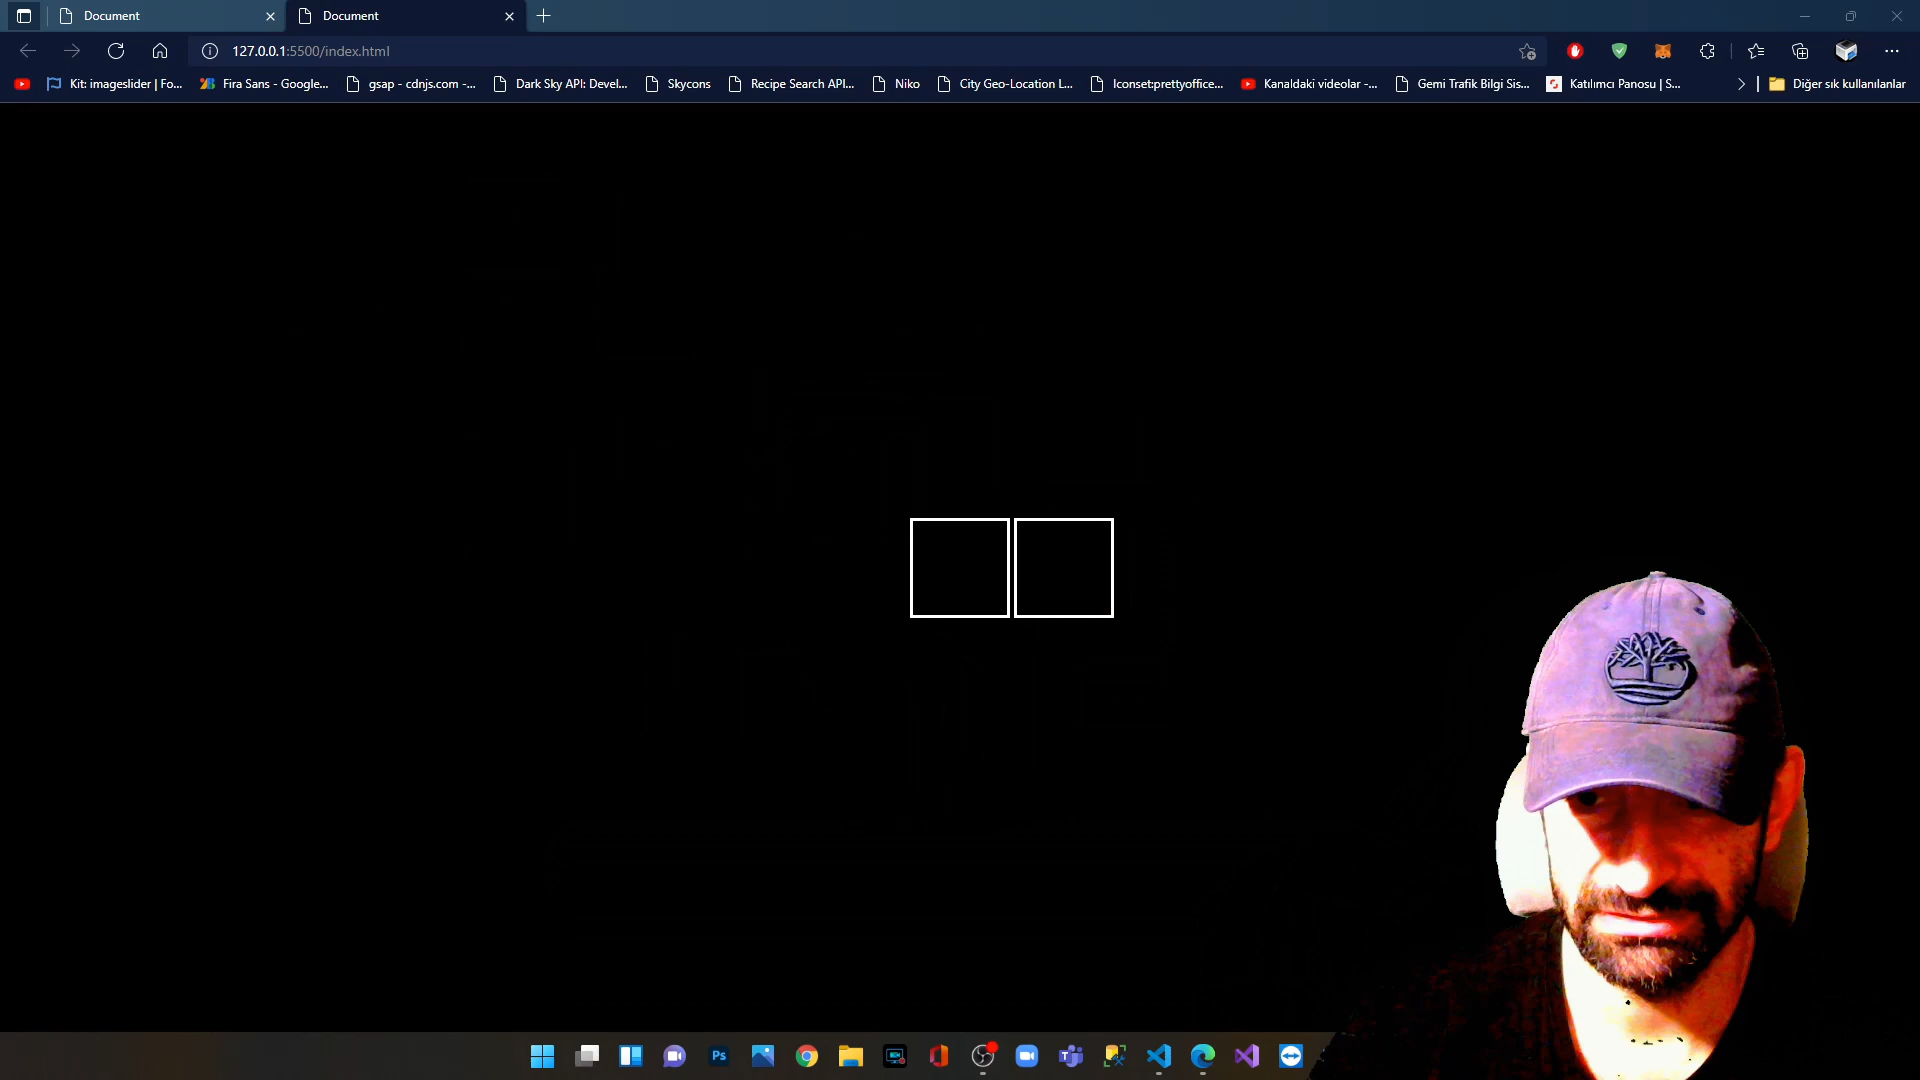 Document
Document
127.0.0.1:5500/index.html
Kit: imageslider | Fo...
Fira Sans - Google...
gsap - cdnjs.com -...
Dark Sky API: Devel...
Skycons
Recipe Search API...
Niko
City Geo-Location L...
Iconset:prettyoffice...
Kanaldaki videolar -...
Gemi Trafik Bilgi Sis...
Katılımcı Panosu | S...
Diğer sık kullanılanlar
Ps